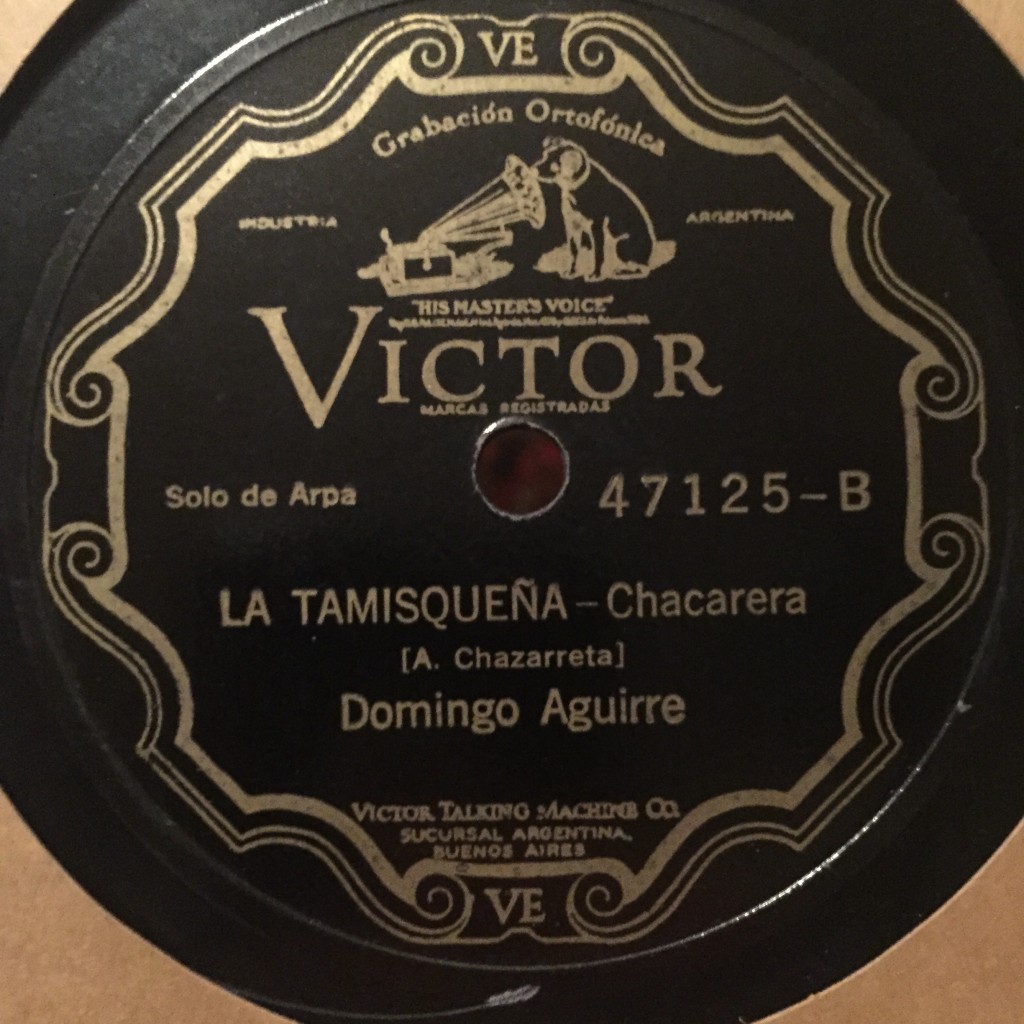 VE
Grabación Ortofónica
INDUSTRIA ARGENTINA
"HIS MASTER'S VOICE"
VICTOR
MARCAS REGISTRADAS
Solo de Arpa 47125-B
LA TAMISQUEÑA - Chacarera
[A. Chazarreta]
Domingo Aguirre
VICTOR TALKING MACHINE CO.
SUCURSAL ARGENTINA,
BUENOS AIRES
VE